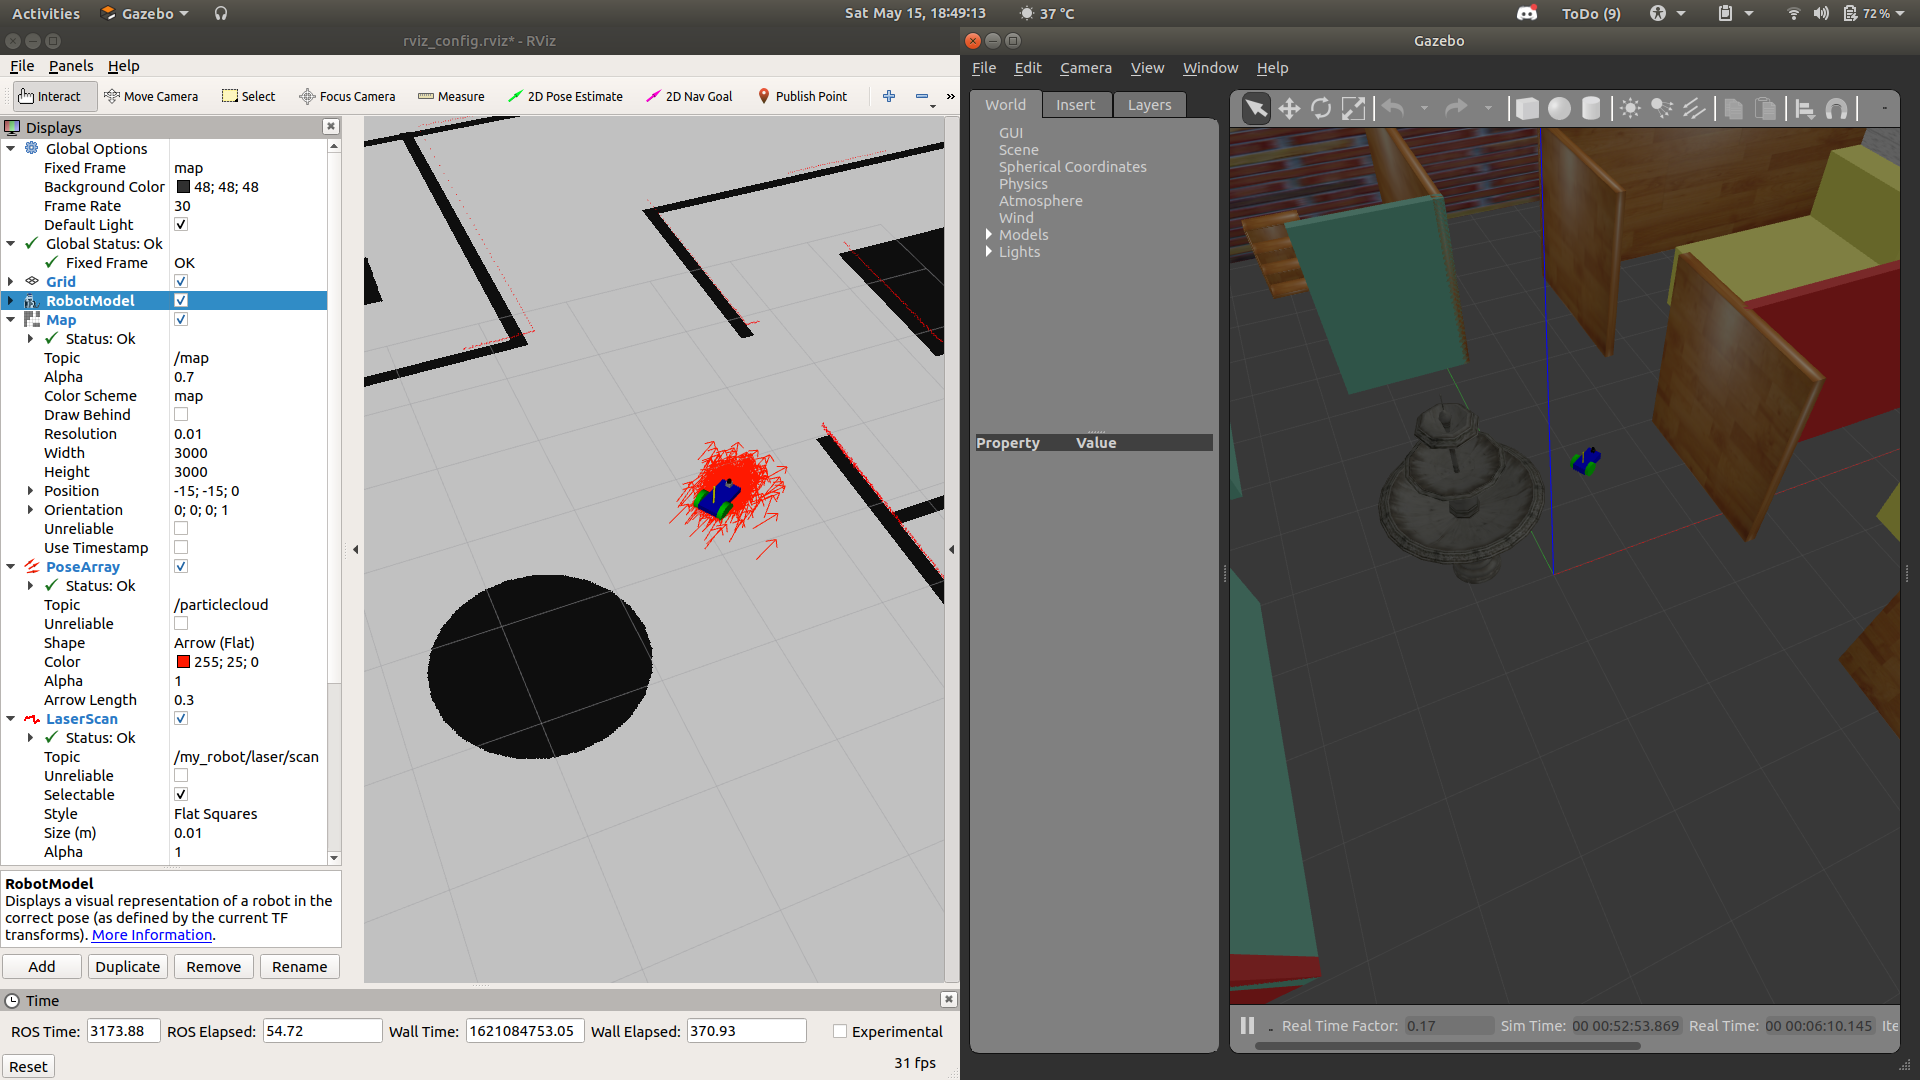 Activities
Gazebo
Sat May 15, 18:49:13
37 °C
ToDo (9)
72 %
rviz_config.rviz* - RViz
File Panels Help
Interact
Move Camera
Select
Focus Camera
Measure
2D Pose Estimate
2D Nav Goal
Publish Point
»
Displays
Global Options
Fixed Frame map
Background Color 48; 48; 48
Frame Rate 30
Default Light
Global Status: Ok
Fixed Frame OK
Grid
RobotModel
Map
Status: Ok
Topic /map
Alpha 0.7
Color Scheme map
Draw Behind
Resolution 0.01
Width 3000
Height 3000
Position -15; -15; 0
Orientation 0; 0; 0; 1
Unreliable
Use Timestamp
PoseArray
Status: Ok
Topic /particlecloud
Unreliable
Shape Arrow (Flat)
Color 255; 25; 0
Alpha 1
Arrow Length 0.3
LaserScan
Status: Ok
Topic /my_robot/laser/scan
Unreliable
Selectable
Style Flat Squares
Size (m) 0.01
Alpha 1
RobotModel
Displays a visual representation of a robot in the
correct pose (as defined by the current TF
transforms). More Information.
Add Duplicate Remove Rename
Time
ROS Time: 3173.88 ROS Elapsed: 54.72 Wall Time: 1621084753.05 Wall Elapsed: 370.93 Experimental
Reset
31 fps
Gazebo
File Edit Camera View Window Help
World Insert Layers
GUI
Scene
Spherical Coordinates
Physics
Atmosphere
Wind
Models
Lights
Property Value
Real Time Factor: 0.17 Sim Time: 00 00:52:53.869 Real Time: 00 00:06:10.145 Ite